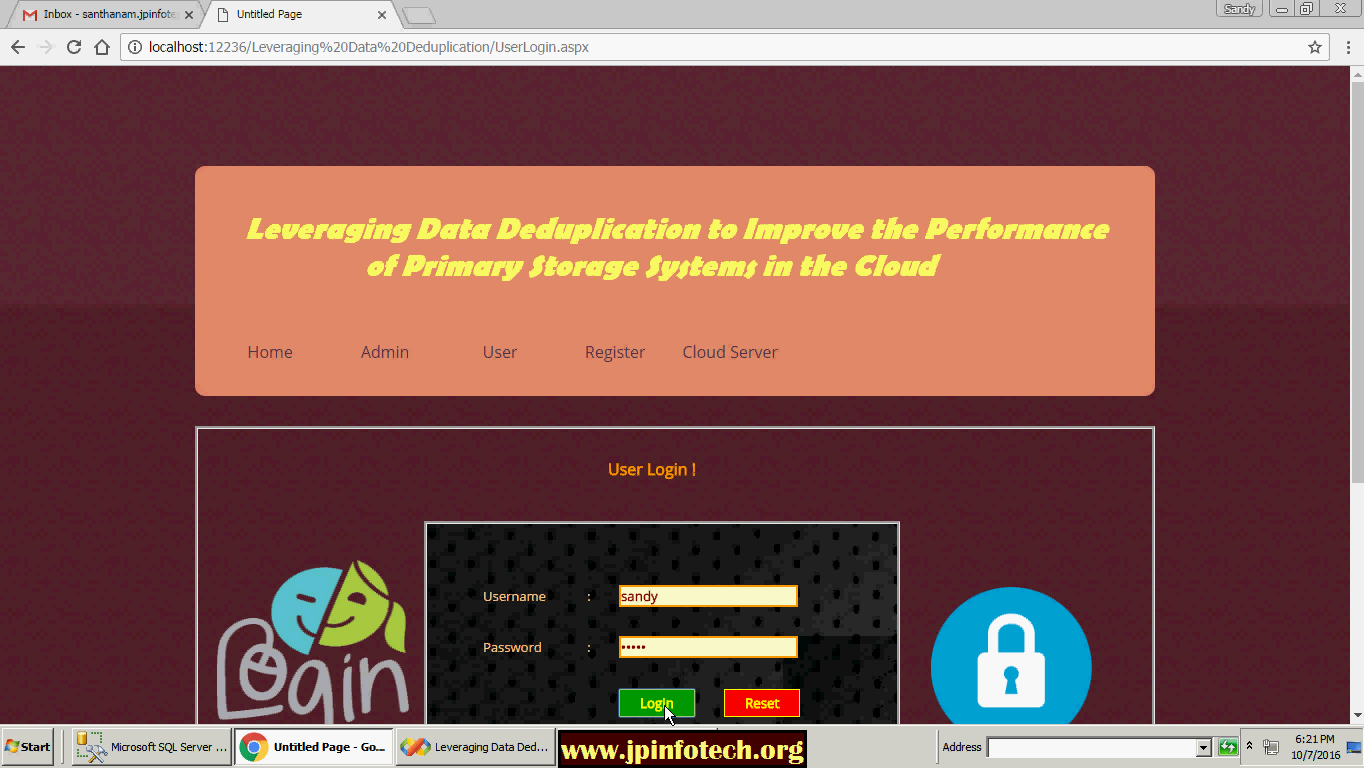 Inbox - santhanam.jpinfote
Untitled Page
Sandy
localhost:12236/Leveraging%20Data%20Deduplication/UserLogin.aspx
Leveraging Data Deduplication to Improve the Performance
of Primary Storage Systems in the Cloud
Home Admin User Register Cloud Server
User Login !
Login
Username : sandy
Password : •••••
Login Reset
Start
Microsoft SQL Server ...
Untitled Page - Go...
Leveraging Data Ded...
www.jpinfotech.org
Address
6:21 PM
10/7/2016